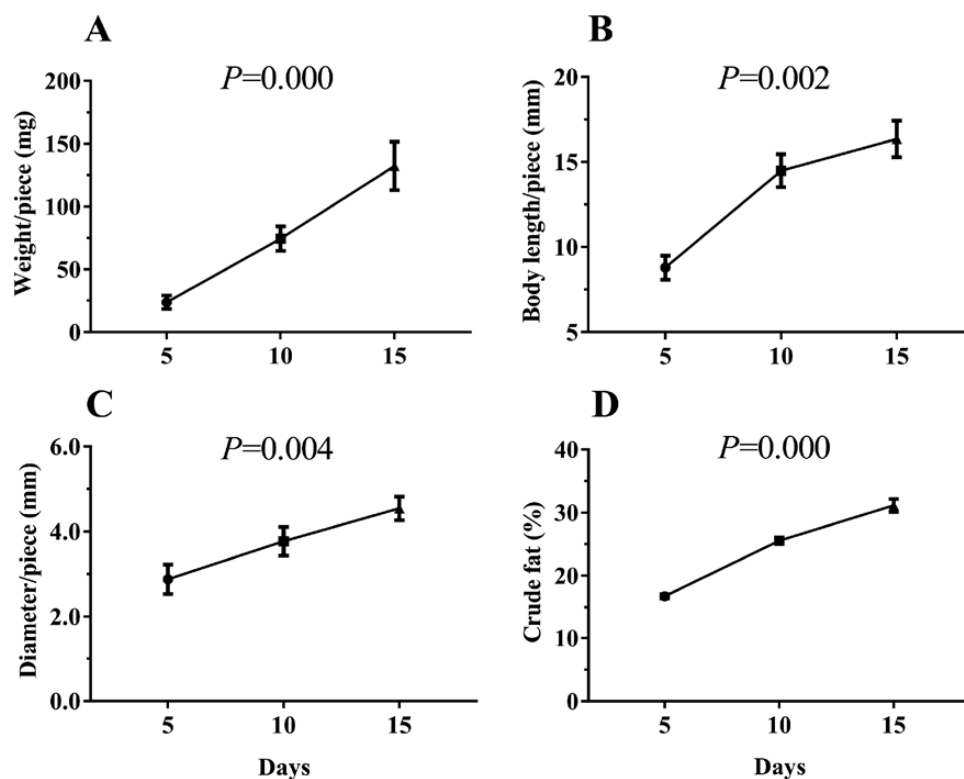 A
P=0.000
Weight/piece (mg)
200
150
100
50
0
5 10 15
B
P=0.002
Body length/piece (mm)
20
15
10
5
5 10 15
C
P=0.004
Diameter/piece (mm)
6.0
4.0
2.0
0.0
5 10 15
Days
D
P=0.000
Crude fat (%)
40
30
20
10
0
5 10 15
Days